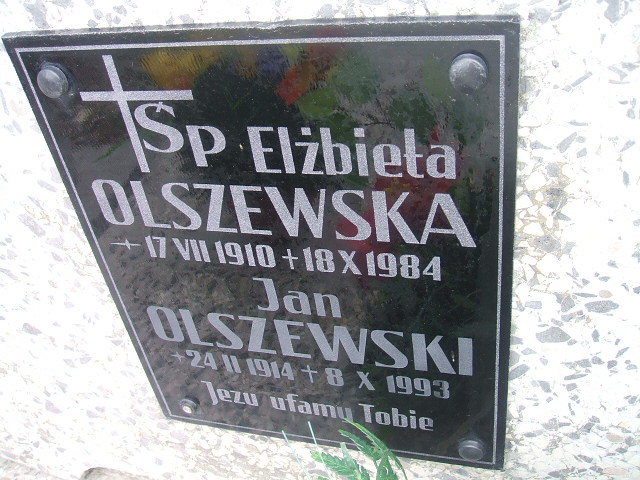 ŚP Elżbieta
OLSZEWSKA
* 17 VII 1910 + 18 X 1984
Jan
OLSZEWSKI
* 24 II 1914 + 8 X 1993
Jezu ufamy Tobie